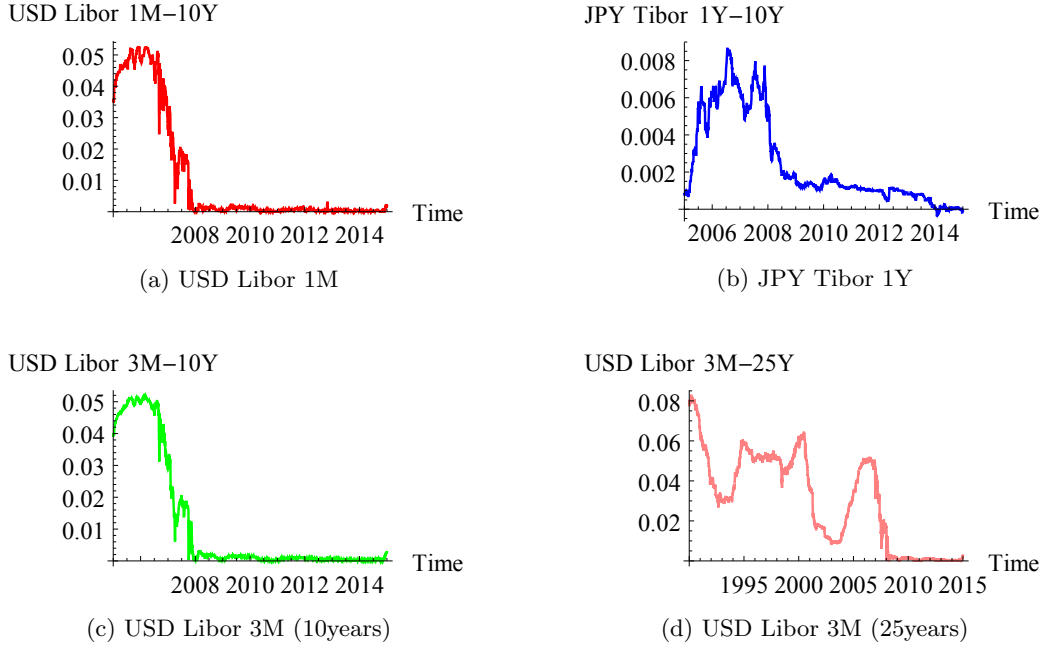 USD Libor 1M−10Y
0.05
0.04
0.03
0.02
0.01
2008 2010 2012 2014
Time
(a) USD Libor 1M
JPY Tibor 1Y−10Y
0.008
0.006
0.004
0.002
2006 2008 2010 2012 2014
Time
(b) JPY Tibor 1Y
USD Libor 3M−10Y
0.05
0.04
0.03
0.02
0.01
2008 2010 2012 2014
Time
(c) USD Libor 3M (10years)
USD Libor 3M−25Y
0.08
0.06
0.04
0.02
1995 2000 2005 2010 2015
Time
(d) USD Libor 3M (25years)